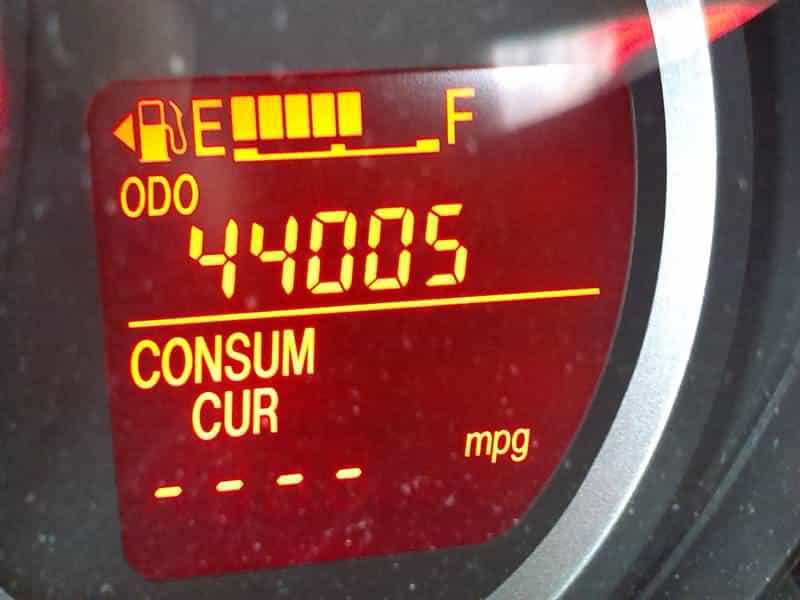 E F
ODO
44005
CONSUM
CUR
---- mpg